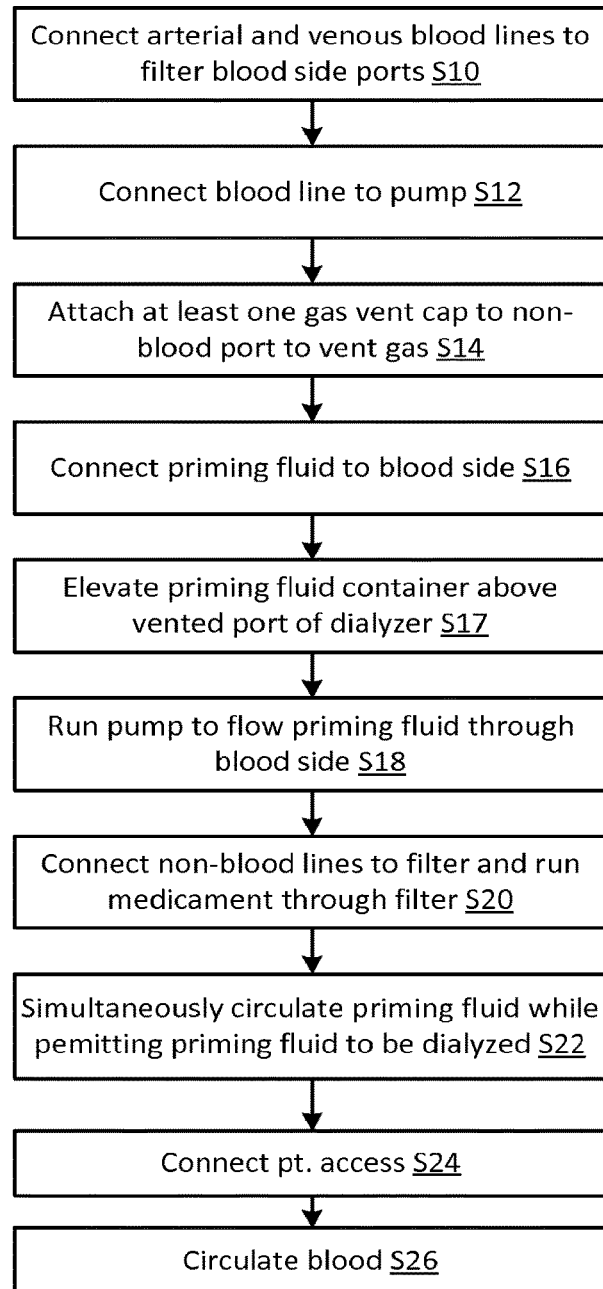 Connect arterial and venous blood lines to
filter blood side ports S10
Connect blood line to pump S12
Attach at least one gas vent cap to non-
blood port to vent gas S14
Connect priming fluid to blood side S16
Elevate priming fluid container above
vented port of dialyzer S17
Run pump to flow priming fluid through
blood side S18
Connect non-blood lines to filter and run
medicament through filter S20
Simultaneously circulate priming fluid while
pemitting priming fluid to be dialyzed S22
Connect pt. access S24
Circulate blood S26